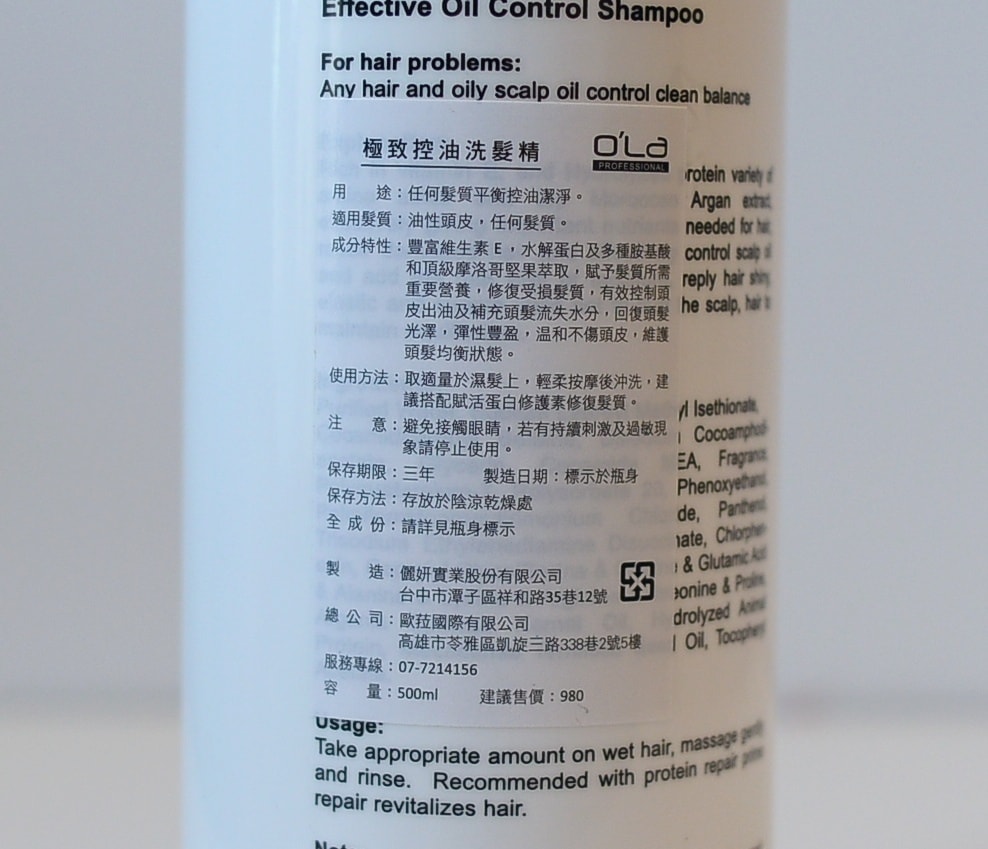 Effective Oil Control Shampoo
For hair problems:
Any hair and oily scalp oil control clean balance
極致控油洗髮精
O'La
PROFESSIONAL
用 途：任何髮質平衡控油潔淨。
適用髮質：油性頭皮，任何髮質。
成分特性：豐富維生素 E，水解蛋白及多種胺基酸
和頂級摩洛哥堅果萃取，賦予髮質所需
重要營養，修復受損髮質，有效控制頭
皮出油及補充頭髮流失水分，回復頭髮
光澤，彈性豐盈，温和不傷頭皮，維護
頭髮均衡狀態。
使用方法：取適量於濕髮上，輕柔按摩後沖洗，建
議搭配賦活蛋白修護素修復髮質。
注 意：避免接觸眼睛，若有持續刺激及過敏現
象請停止使用。
保存期限：三年 製造日期：標示於瓶身
保存方法：存放於陰涼乾燥處
全 成 份：請詳見瓶身標示
製 造：儷妍實業股份有限公司
台中市潭子區祥和路35巷12號
總 公 司：歐菈國際有限公司
高雄市苓雅區凱旋三路338巷2號5樓
服務專線：07-7214156
容 量：500ml 建議售價：980
rotein variety
Argan extract
needed for hair
control scalp
reply hair shiny
he scalp, hair
yl Isethionate,
Cocoampho
EA, Fragrance
Phenoxyethanol
de, Panthenol
nate, Chlorphe
& Glutamic Acid
eonine & Proline
drolyzed Animal
Oil, Tocopheryl
Usage:
Take appropriate amount on wet hair, massage gently
and rinse. Recommended with protein repair
repair revitalizes hair.